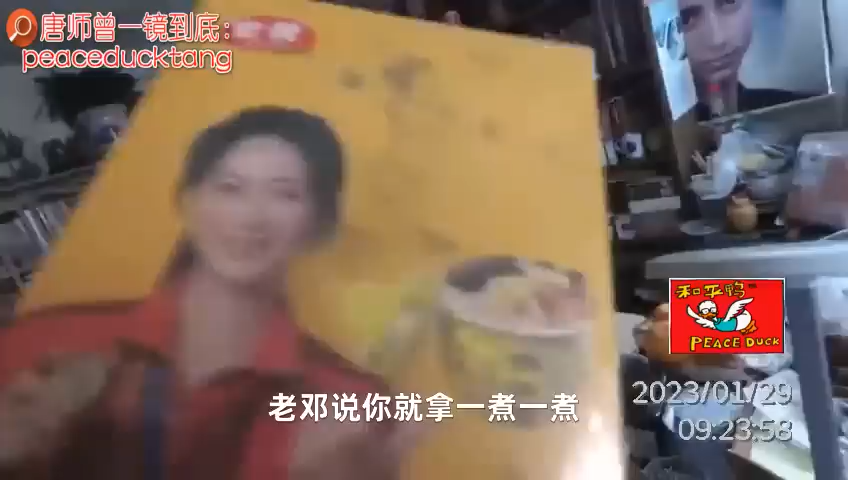 唐师曾一镜到底:
peaceducktang
和平鸭
PEACE DUCK
老邓说你就拿一煮一煮
2023/01/29
09:23:58